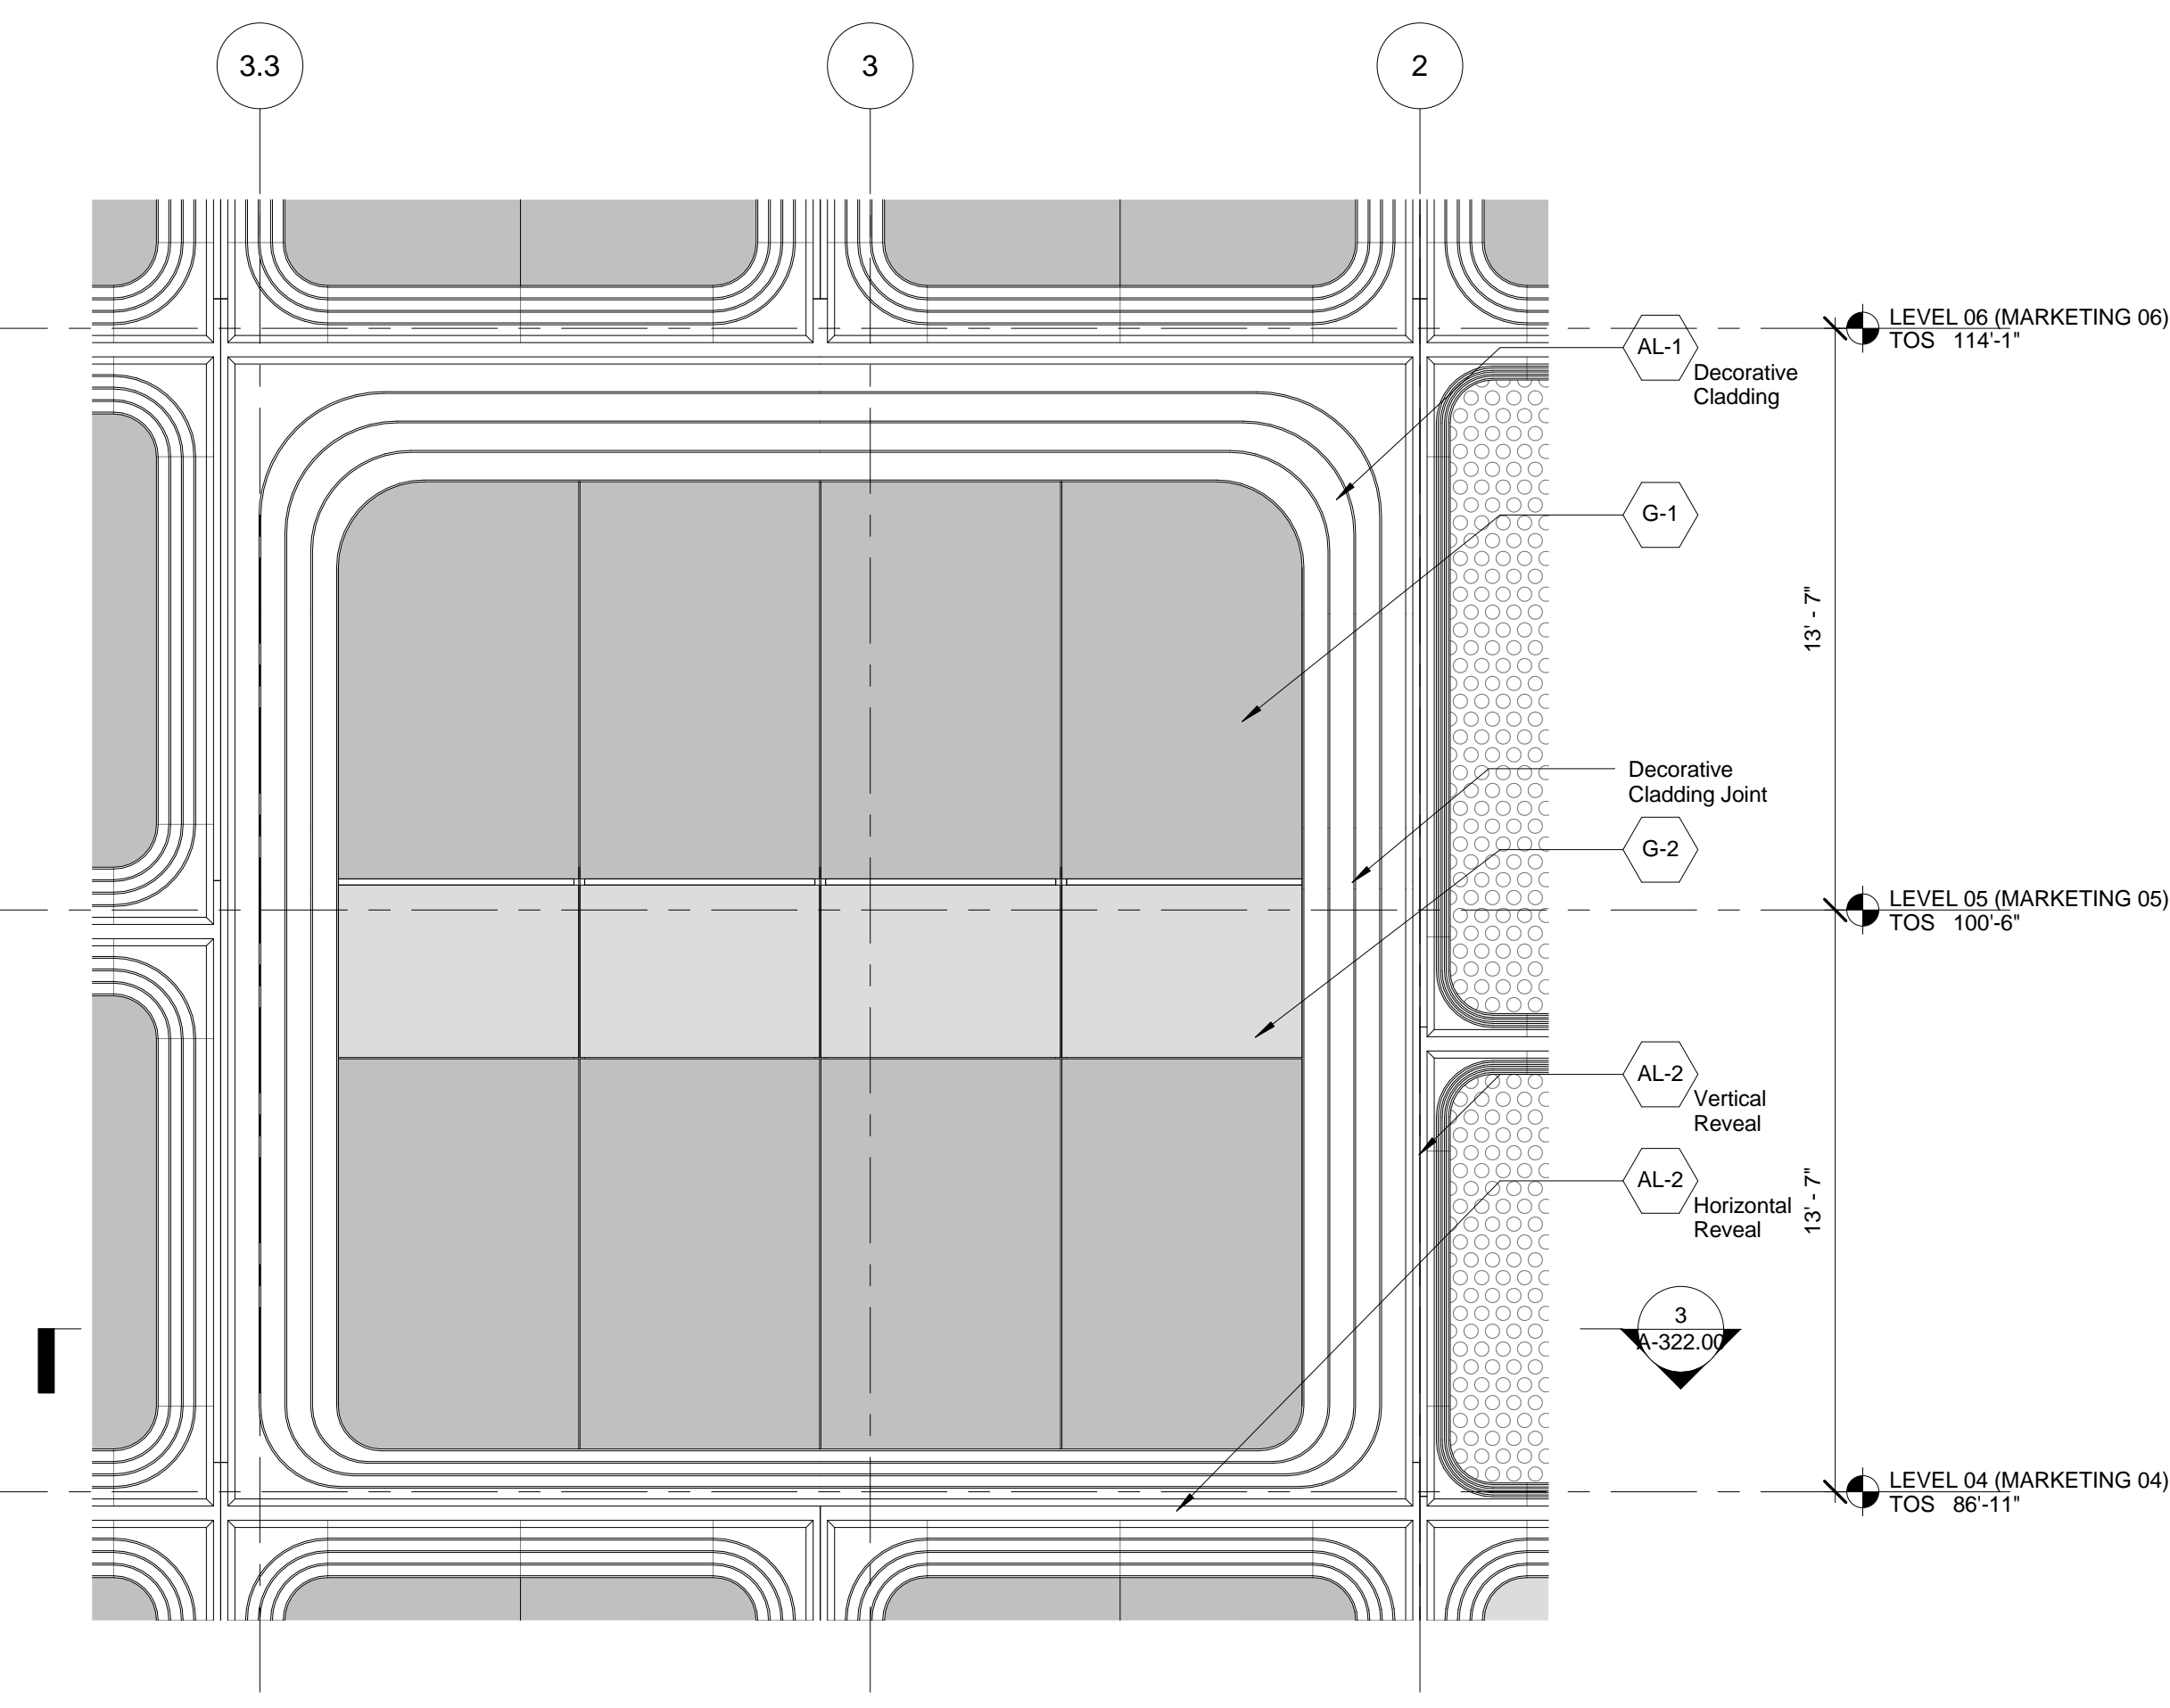 3.3
3
2
LEVEL 06 (MARKETING 06)
TOS 114'-1"
AL-1
Decorative
Cladding
G-1
13' - 7"
Decorative
Cladding Joint
G-2
LEVEL 05 (MARKETING 05)
TOS 100'-6"
AL-2
Vertical
Reveal
AL-2
Horizontal
Reveal
13' - 7"
3
A-322.00
LEVEL 04 (MARKETING 04)
TOS 86'-11"